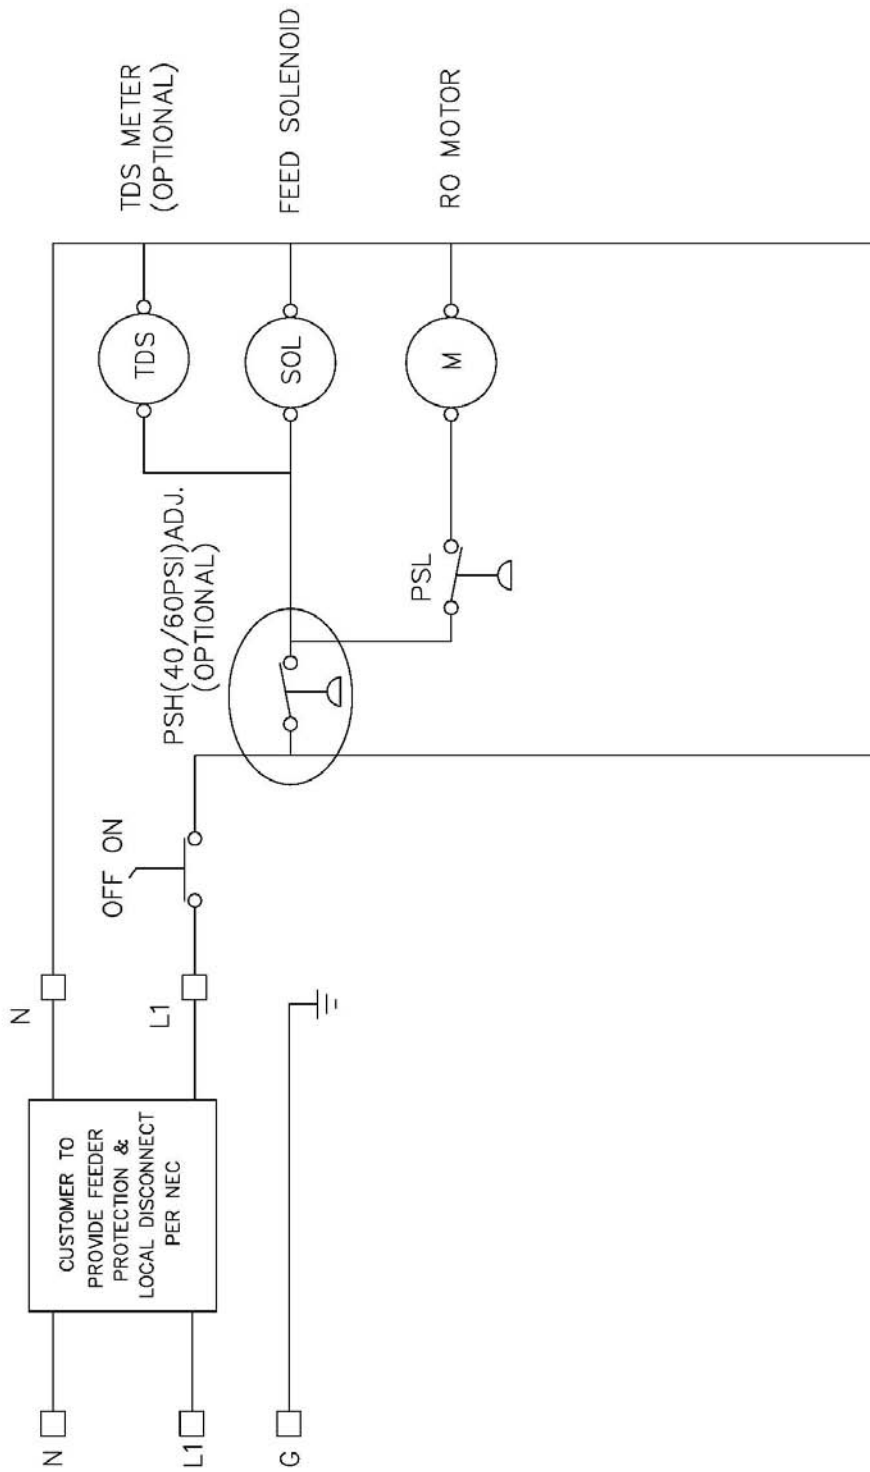 N
L1
G
CUSTOMER TO
PROVIDE FEEDER
PROTECTION &
LOCAL DISCONNECT
PER NEC
N
L1
OFF ON
PSH(40/60PSI)ADJ.
(OPTIONAL)
PSL
TDS
SOL
M
TDS METER
(OPTIONAL)
FEED SOLENOID
RO MOTOR